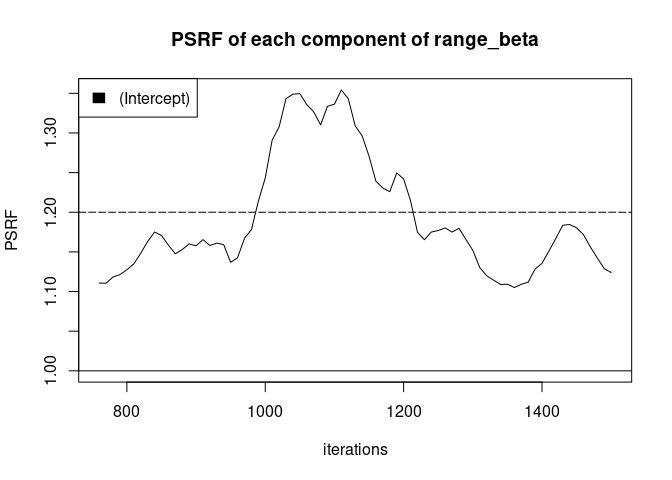 PSRF of each component of range_beta
(Intercept)
PSRF
1.30
1.20
1.10
1.00
800 1000 1200 1400
iterations